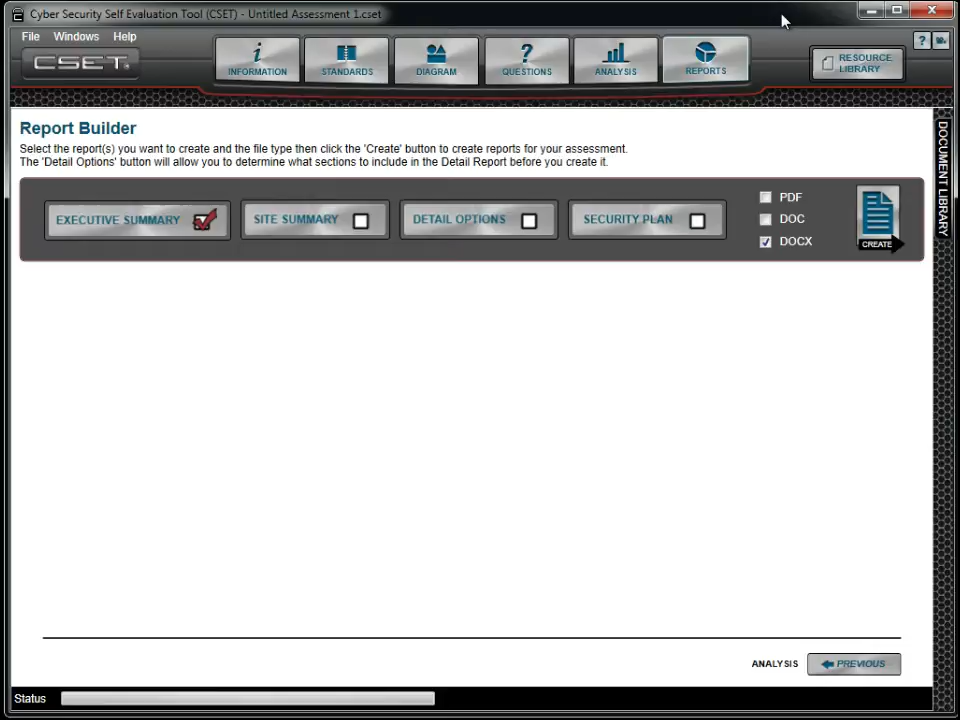 Cyber Security Self Evaluation Tool (CSET) - Untitled Assessment 1.cset
File Windows Help
CSET
INFORMATION
STANDARDS
DIAGRAM
QUESTIONS
ANALYSIS
REPORTS
RESOURCE
LIBRARY
Report Builder
Select the report(s) you want to create and the file type then click the 'Create' button to create reports for your assessment.
The 'Detail Options' button will allow you to determine what sections to include in the Detail Report before you create it.
EXECUTIVE SUMMARY
SITE SUMMARY
DETAIL OPTIONS
SECURITY PLAN
PDF
DOC
DOCX
CREATE
DOCUMENT LIBRARY
ANALYSIS
PREVIOUS
Status